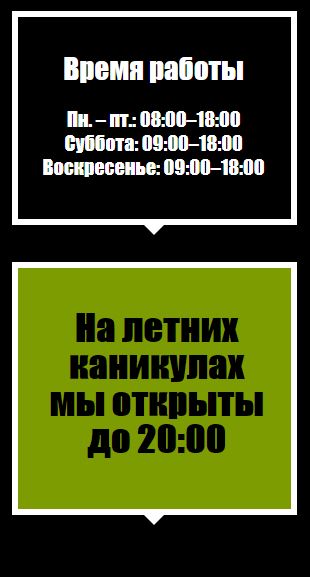 Время работы
Пн. – пт.: 08:00–18:00
Суббота: 09:00–18:00
Воскресенье: 09:00–18:00
На летних
каникулах
мы открыты
до 20:00